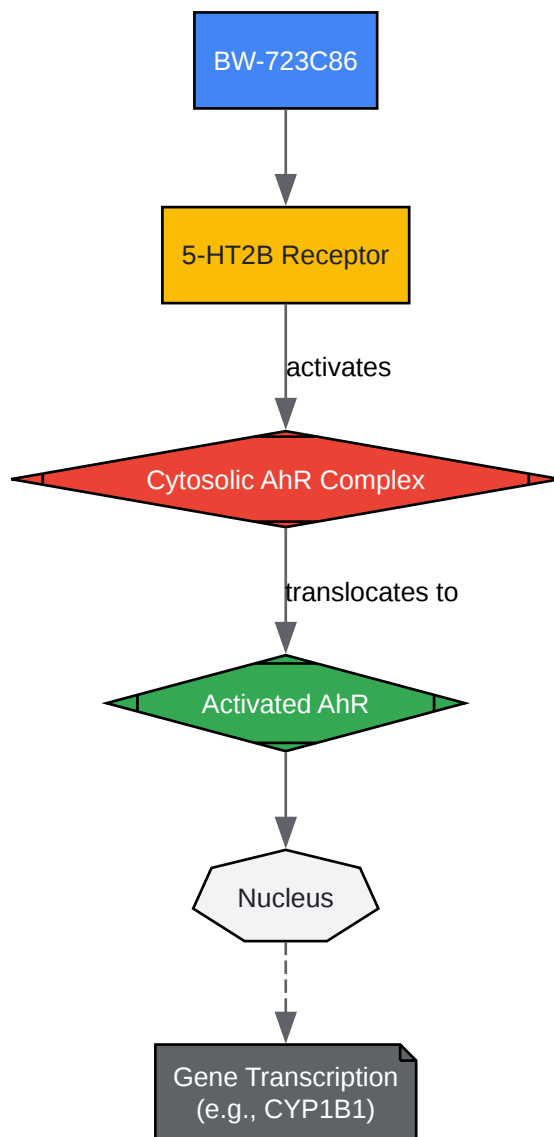 BW-723C86
5-HT2B Receptor
activates
Cytosolic AhR Complex
translocates to
Activated AhR
Nucleus
Gene Transcription
(e.g., CYP1B1)